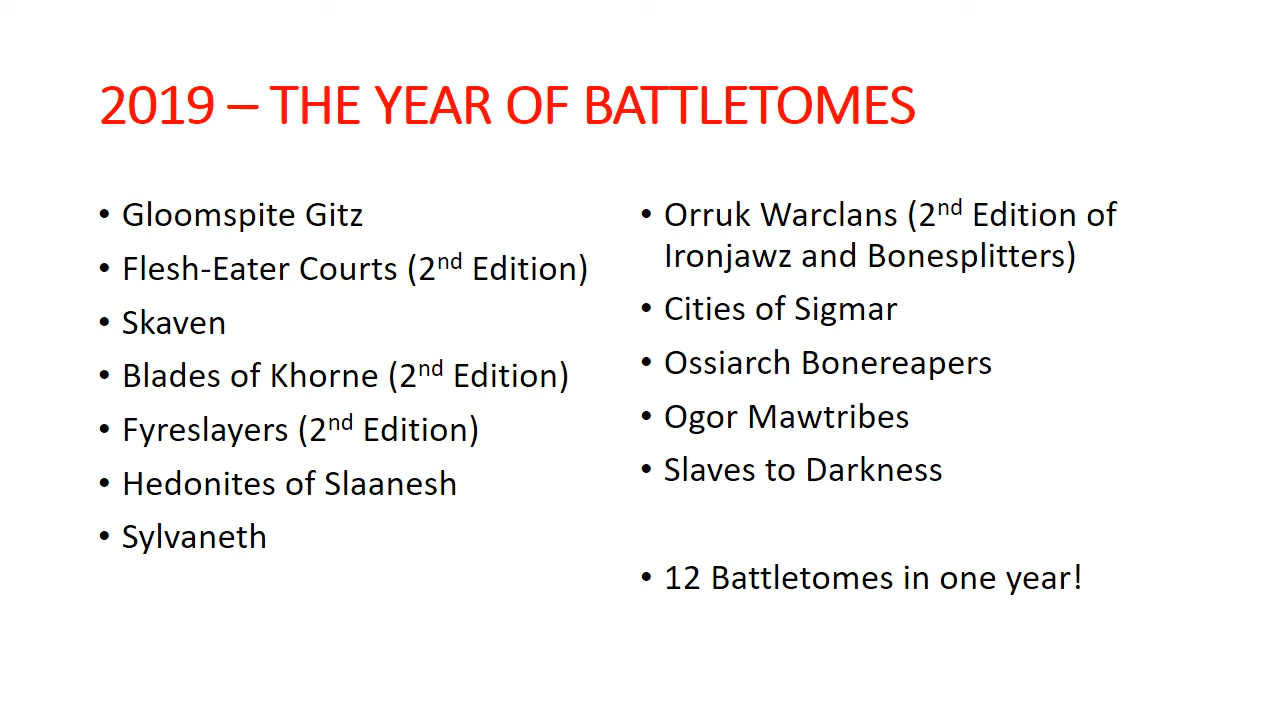 2019 – THE YEAR OF BATTLETOMES
• Gloomspite Gitz
• Flesh-Eater Courts (2nd Edition)
• Skaven
• Blades of Khorne (2nd Edition)
• Fyreslayers (2nd Edition)
• Hedonites of Slaanesh
• Sylvaneth
• Orruk Warclans (2nd Edition of
Ironjawz and Bonesplitters)
• Cities of Sigmar
• Ossiarch Bonereapers
• Ogor Mawtribes
• Slaves to Darkness
• 12 Battletomes in one year!